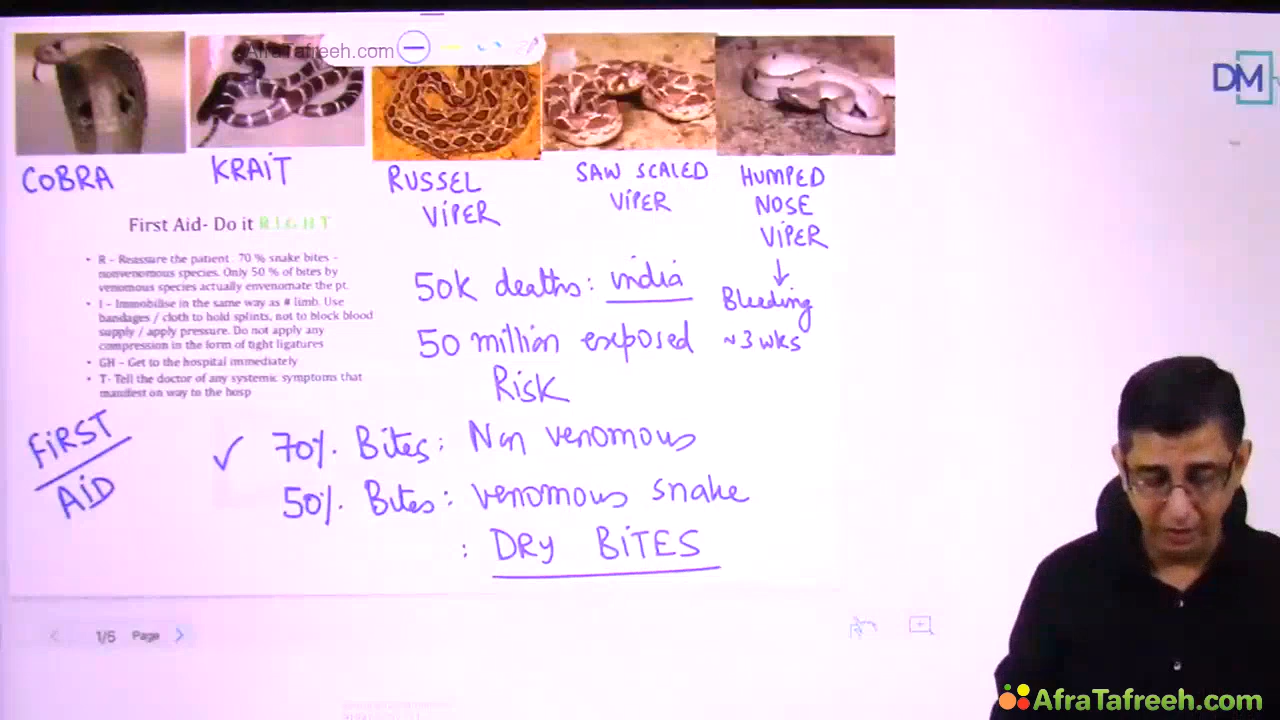 AfraTafreeh.com
DM
COBRA
KRAIT
RUSSEL
VIPER
SAW SCALED
VIPER
HUMPED
NOSE
VIPER
Bleeding
~3 wks
First Aid- Do it R I G H T
• R – Reassure the patient: 70 % snake bites -
nonvenomous species. Only 50 % of bites by
venomous species actually envenomate the pt.
• I – Immobilise in the same way as # limb. Use
bandages / cloth to hold splints, not to block blood
supply / apply pressure. Do not apply any
compression in the form of tight ligatures
• GH – Get to the hospital immediately
• T- Tell the doctor of any systemic symptoms that
manifest on way to the hosp
50K deaths: india
50 million exposed
Risk
FIRST
AID
✓ 70% Bites: Non venomous
50% Bites: venomous snake
: DRY BITES
1/5 Page
AfraTafreeh.com